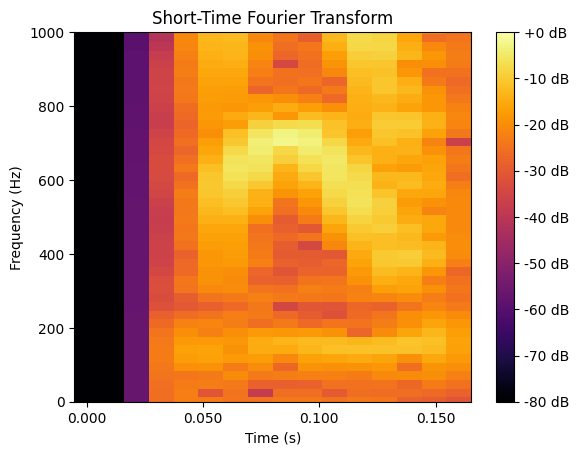 Short-Time Fourier Transform
1000
800
600
400
200
0
Frequency (Hz)
0.000
0.050
0.100
0.150
Time (s)
+0 dB
-10 dB
-20 dB
-30 dB
-40 dB
-50 dB
-60 dB
-70 dB
-80 dB